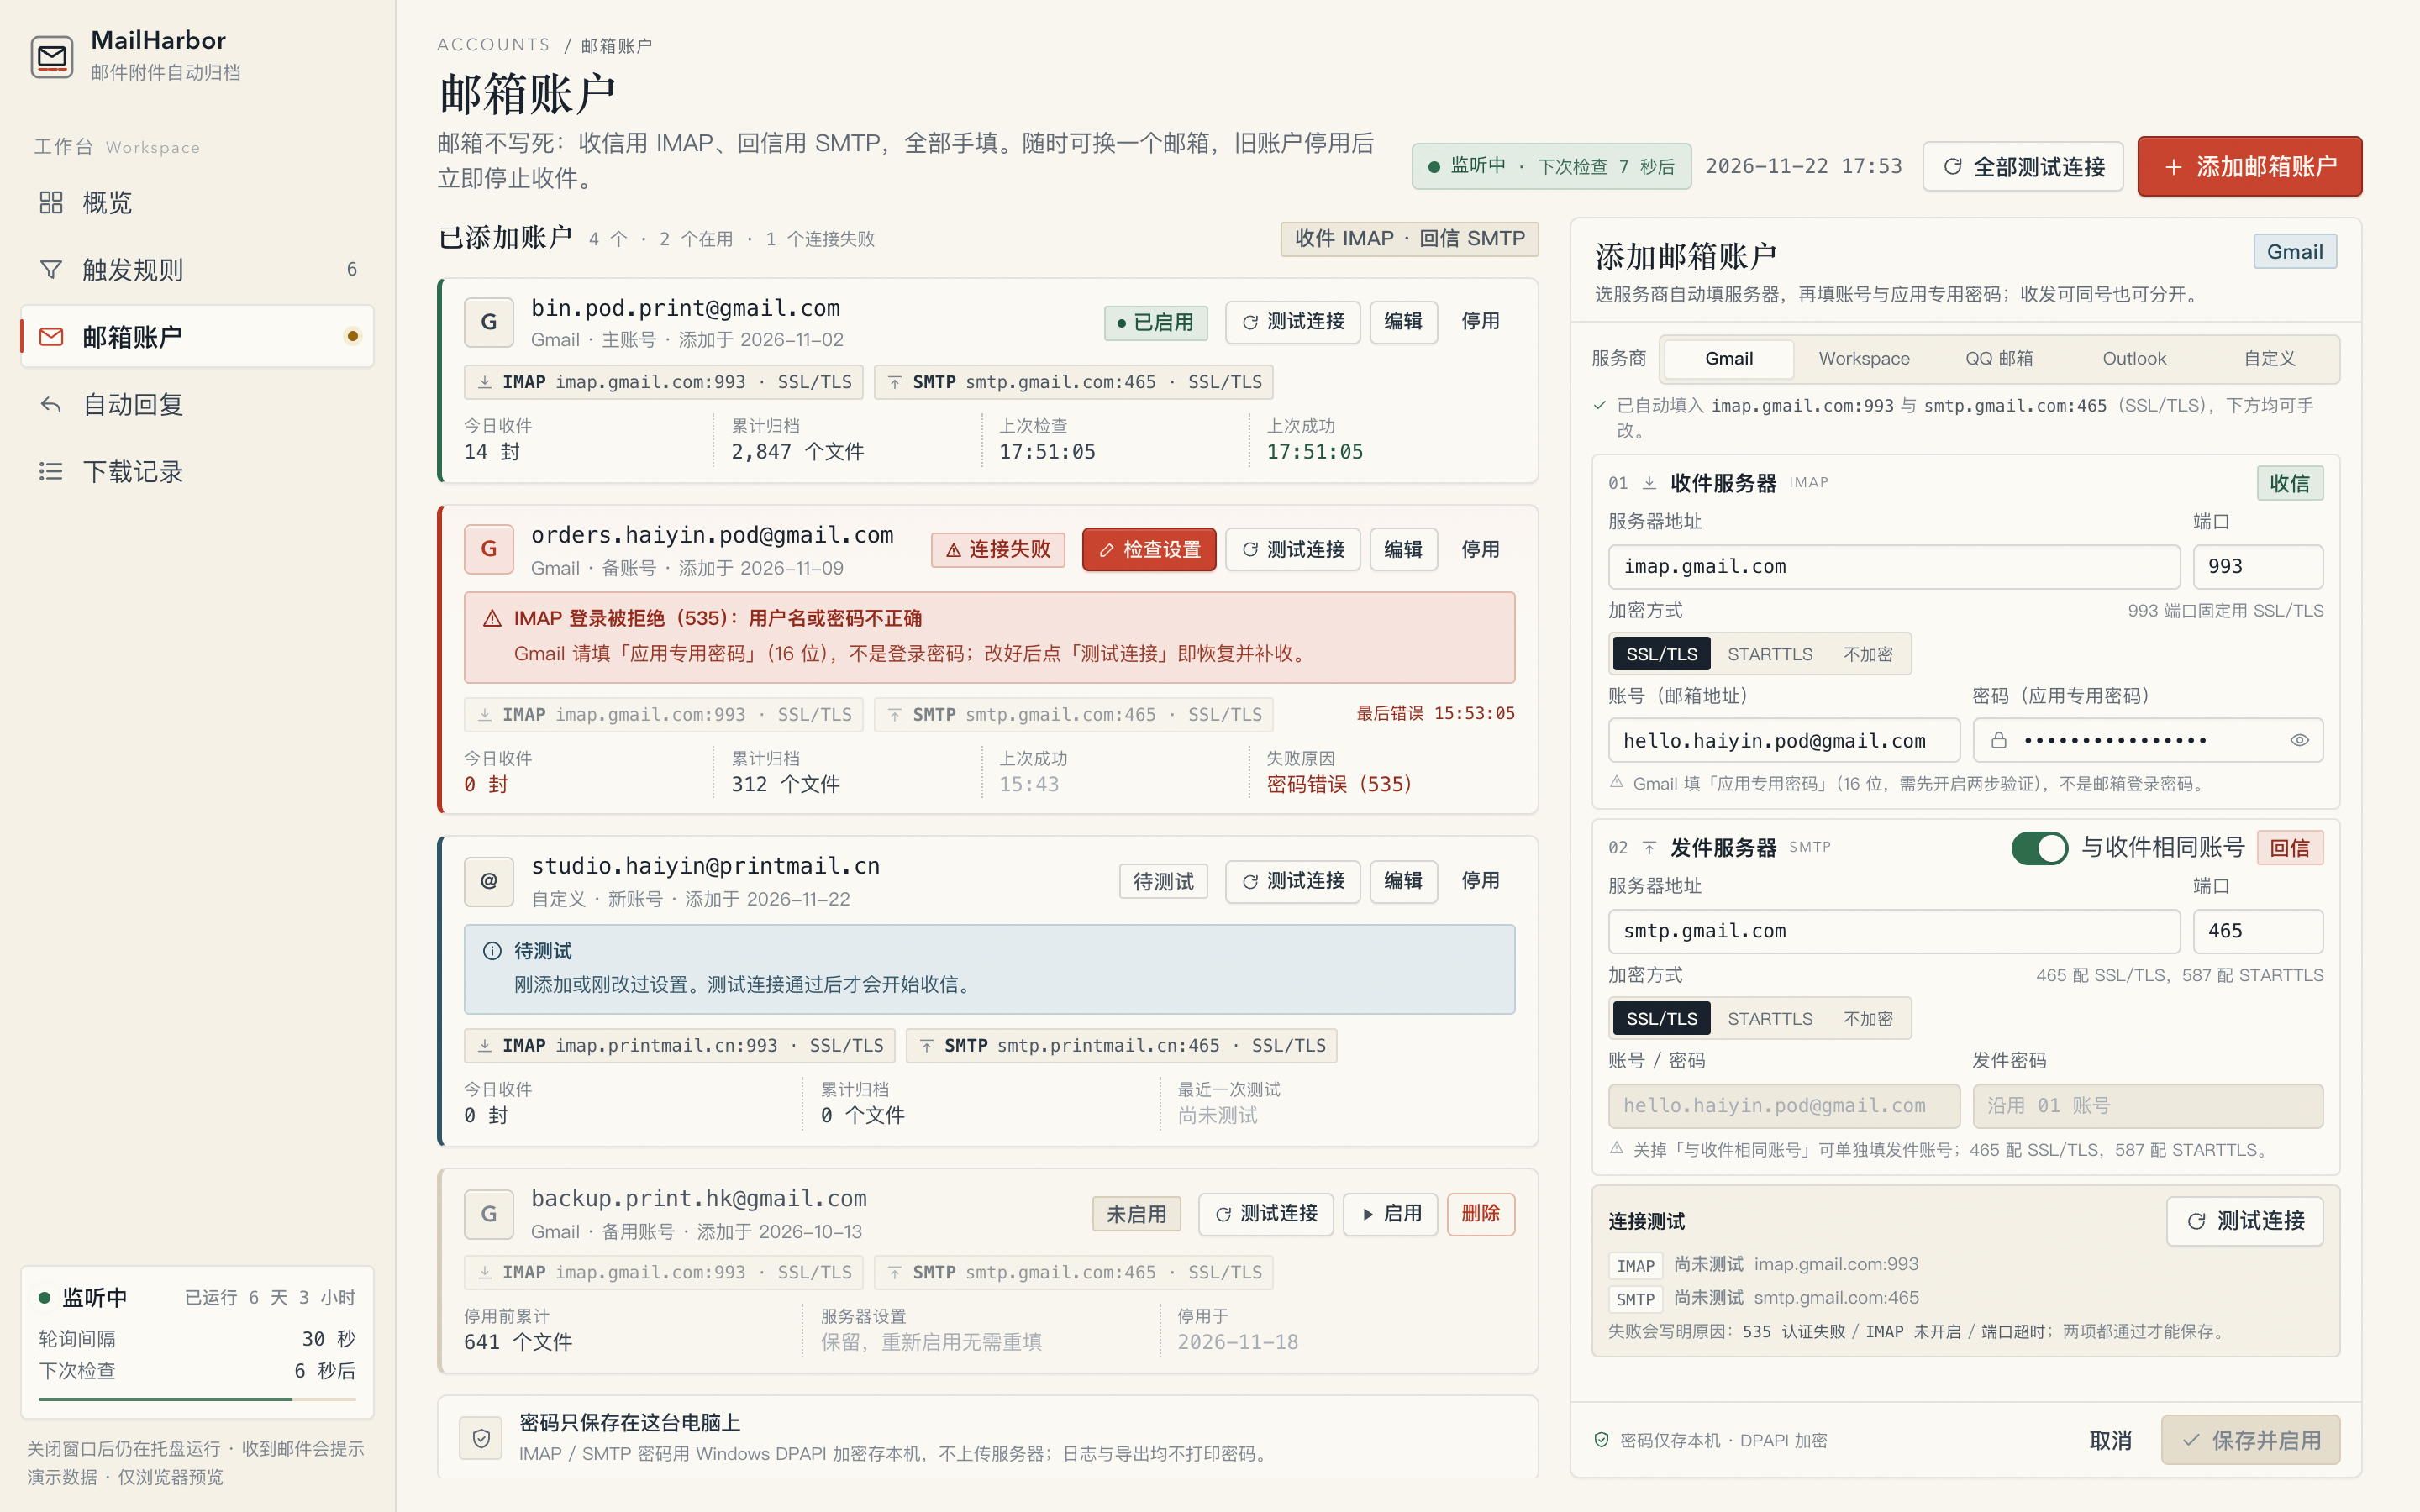 MailHarbor
邮件附件自动归档
工作台 Workspace
概览
触发规则 6
邮箱账户
自动回复
下载记录
监听中 已运行 6 天 3 小时
轮询间隔 30 秒
下次检查 6 秒后
关闭窗口后仍在托盘运行 · 收到邮件会提示
演示数据 · 仅浏览器预览
ACCOUNTS / 邮箱账户
邮箱账户
邮箱不写死：收信用 IMAP、回信用 SMTP，全部手填。随时可换一个邮箱，旧账户停用后
立即停止收件。
监听中 · 下次检查 7 秒后
2026-11-22 17:53
全部测试连接
添加邮箱账户
已添加账户 4 个 · 2 个在用 · 1 个连接失败
收件 IMAP · 回信 SMTP
G
bin.pod.print@gmail.com
Gmail · 主账号 · 添加于 2026-11-02
已启用 测试连接 编辑 停用
IMAP imap.gmail.com:993 · SSL/TLS
SMTP smtp.gmail.com:465 · SSL/TLS
今日收件 累计归档 上次检查 上次成功
14 封 2,847 个文件 17:51:05 17:51:05
G
orders.haiyin.pod@gmail.com
Gmail · 备账号 · 添加于 2026-11-09
连接失败 检查设置 测试连接 编辑 停用
IMAP 登录被拒绝（535）：用户名或密码不正确
Gmail 请填「应用专用密码」（16 位），不是登录密码；改好后点「测试连接」即恢复并补收。
IMAP imap.gmail.com:993 · SSL/TLS
SMTP smtp.gmail.com:465 · SSL/TLS
最后错误 15:53:05
今日收件 累计归档 上次成功 失败原因
0 封 312 个文件 15:43 密码错误（535）
@
studio.haiyin@printmail.cn
自定义 · 新账号 · 添加于 2026-11-22
待测试 测试连接 编辑 停用
待测试
刚添加或刚改过设置。测试连接通过后才会开始收信。
IMAP imap.printmail.cn:993 · SSL/TLS
SMTP smtp.printmail.cn:465 · SSL/TLS
今日收件 累计归档 最近一次测试
0 封 0 个文件 尚未测试
G
backup.print.hk@gmail.com
Gmail · 备用账号 · 添加于 2026-10-13
未启用 测试连接 启用 删除
IMAP imap.gmail.com:993 · SSL/TLS
SMTP smtp.gmail.com:465 · SSL/TLS
停用前累计 服务器设置 停用于
641 个文件 保留，重新启用无需重填 2026-11-18
密码只保存在这台电脑上
IMAP / SMTP 密码用 Windows DPAPI 加密存本机，不上传服务器；日志与导出均不打印密码。
添加邮箱账户 Gmail
选服务商自动填服务器，再填账号与应用专用密码；收发可同号也可分开。
服务商 Gmail Workspace QQ 邮箱 Outlook 自定义
已自动填入 imap.gmail.com:993 与 smtp.gmail.com:465（SSL/TLS），下方均可手
改。
01 收件服务器 IMAP 收信
服务器地址 端口
imap.gmail.com 993
加密方式 993 端口固定用 SSL/TLS
SSL/TLS STARTTLS 不加密
账号（邮箱地址） 密码（应用专用密码）
hello.haiyin.pod@gmail.com ••••••••••••••••
Gmail 填「应用专用密码」（16 位，需先开启两步验证），不是邮箱登录密码。
02 发件服务器 SMTP 与收件相同账号 回信
服务器地址 端口
smtp.gmail.com 465
加密方式 465 配 SSL/TLS，587 配 STARTTLS
SSL/TLS STARTTLS 不加密
账号 / 密码 发件密码
hello.haiyin.pod@gmail.com 沿用 01 账号
关掉「与收件相同账号」可单独填发件账号；465 配 SSL/TLS，587 配 STARTTLS。
连接测试 测试连接
IMAP 尚未测试 imap.gmail.com:993
SMTP 尚未测试 smtp.gmail.com:465
失败会写明原因：535 认证失败 / IMAP 未开启 / 端口超时；两项都通过才能保存。
密码仅存本机 · DPAPI 加密 取消 保存并启用